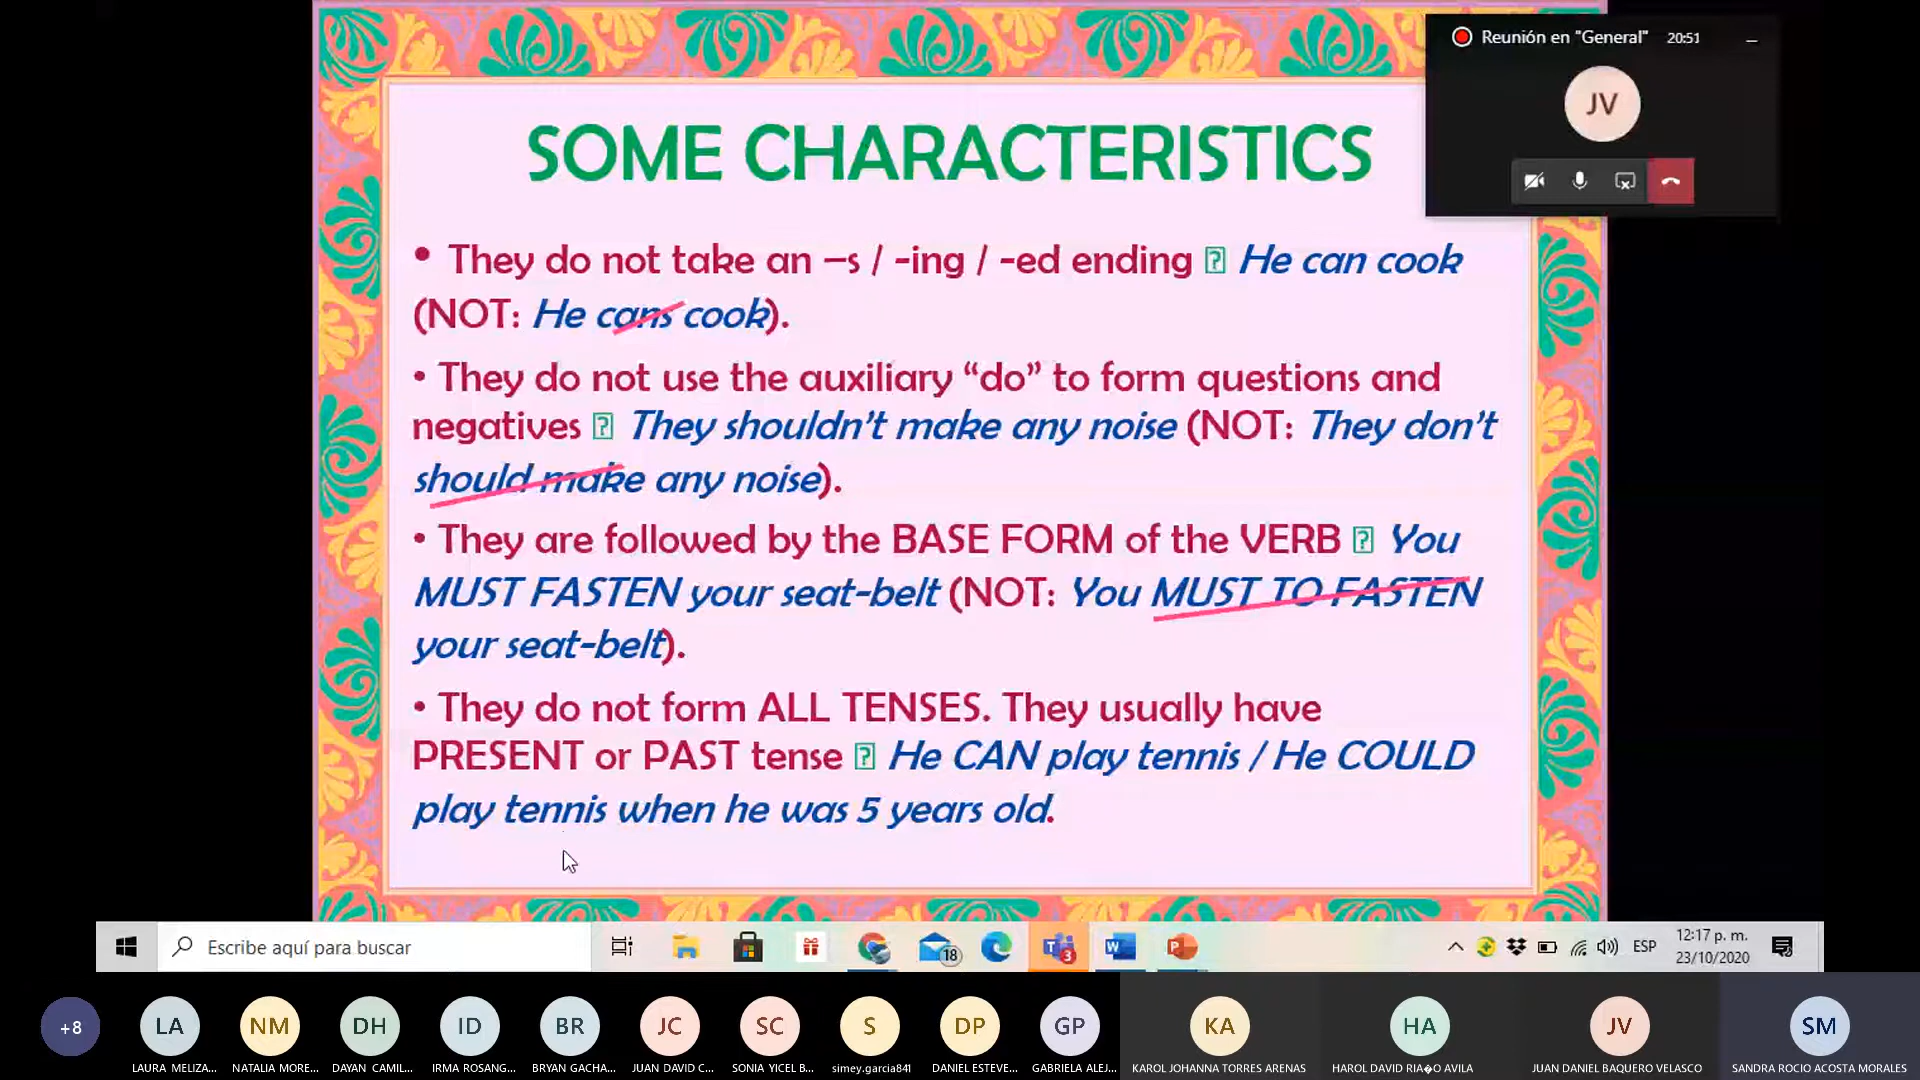 Reunión en "General" 20:51
JV
SOME CHARACTERISTICS
• They do not take an –s / -ing / -ed ending He can cook
(NOT: He cans cook).
• They do not use the auxiliary “do” to form questions and
negatives They shouldn’t make any noise (NOT: They don’t
should make any noise).
• They are followed by the BASE FORM of the VERB You
MUST FASTEN your seat-belt (NOT: You MUST TO FASTEN
your seat-belt).
• They do not form ALL TENSES. They usually have
PRESENT or PAST tense He CAN play tennis / He COULD
play tennis when he was 5 years old.
Escribe aquí para buscar
18
3
ESP
12:17 p. m.
23/10/2020
+8 LA NM DH ID BR JC SC S DP GP KA HA JV SM
LAURA MELIZA... NATALIA MORE... DAYAN CAMIL... IRMA ROSANG... BRYAN GACHA... JUAN DAVID C... SONIA YICEL B... simey.garcia841 DANIEL ESTEVE... GABRIELA ALEJ... KAROL JOHANNA TORRES ARENAS HAROL DAVID RIA�O AVILA JUAN DANIEL BAQUERO VELASCO SANDRA ROCIO ACOSTA MORALES